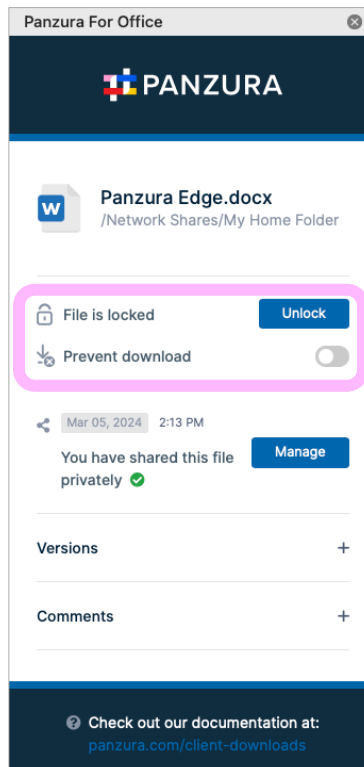 Panzura For Office
PANZURA
W
Panzura Edge.docx
/Network Shares/My Home Folder
File is locked
Unlock
Prevent download
Mar 05, 2024 2:13 PM
You have shared this file
privately
Manage
Versions +
Comments +
? Check out our documentation at:
panzura.com/client-downloads